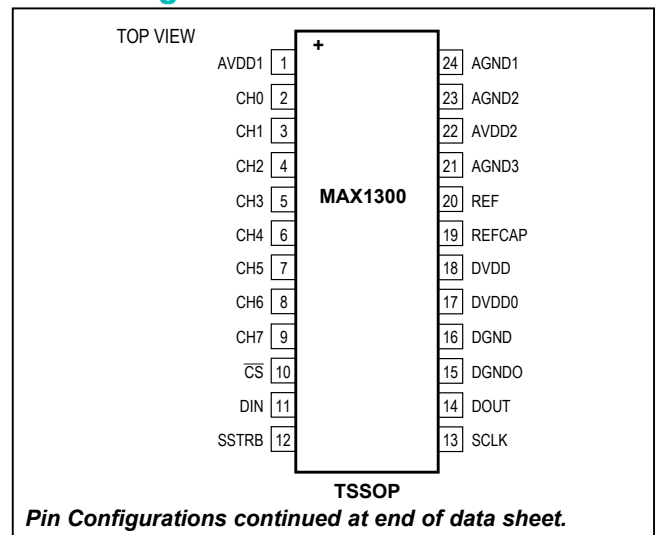 TOP VIEW
+
AVDD1 1 24 AGND1
CH0 2 23 AGND2
CH1 3 22 AVDD2
CH2 4 21 AGND3
CH3 5 MAX1300 20 REF
CH4 6 19 REFCAP
CH5 7 18 DVDD
CH6 8 17 DVDD0
CH7 9 16 DGND
CS 10 15 DGNDO
DIN 11 14 DOUT
SSTRB 12 13 SCLK
TSSOP
Pin Configurations continued at end of data sheet.